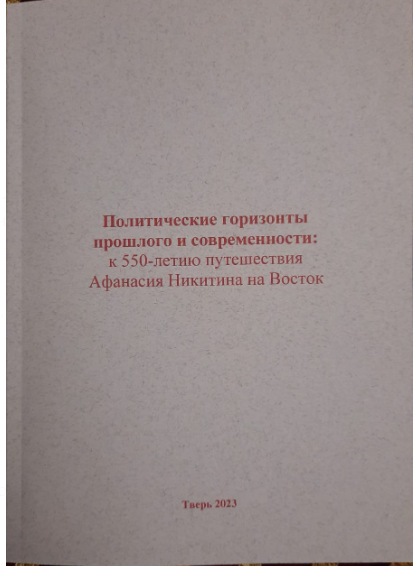 Политические горизонты
прошлого и современности:
к 550-летию путешествия
Афанасия Никитина на Восток
Тверь 2023